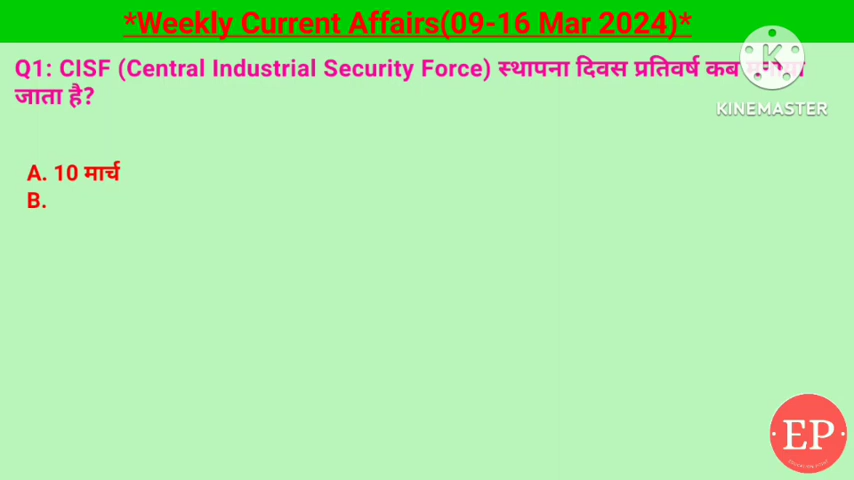 *Weekly Current Affairs(09-16 Mar 2024)*
Q1: CISF (Central Industrial Security Force) स्थापना दिवस प्रतिवर्ष कब मनाया
जाता है?
KINEMASTER
A. 10 मार्च
B.
EP